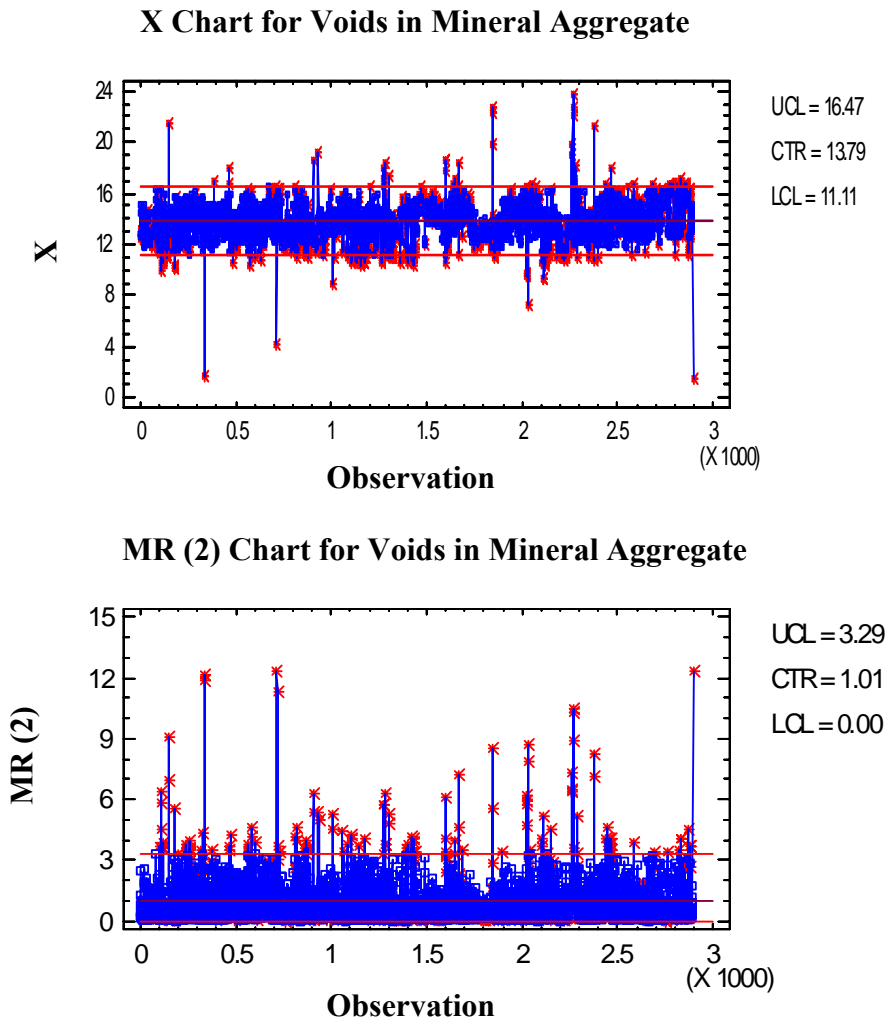 X Chart for Voids in Mineral Aggregate
24
20
16
12
8
4
0
X
UCL = 16.47
CTR = 13.79
LCL = 11.11
0 0.5 1 1.5 2 2.5 3
(X 1000)
Observation
MR (2) Chart for Voids in Mineral Aggregate
15
12
9
6
3
0
MR (2)
UCL = 3.29
CTR = 1.01
LCL = 0.00
0 0.5 1 1.5 2 2.5 3
(X 1000)
Observation